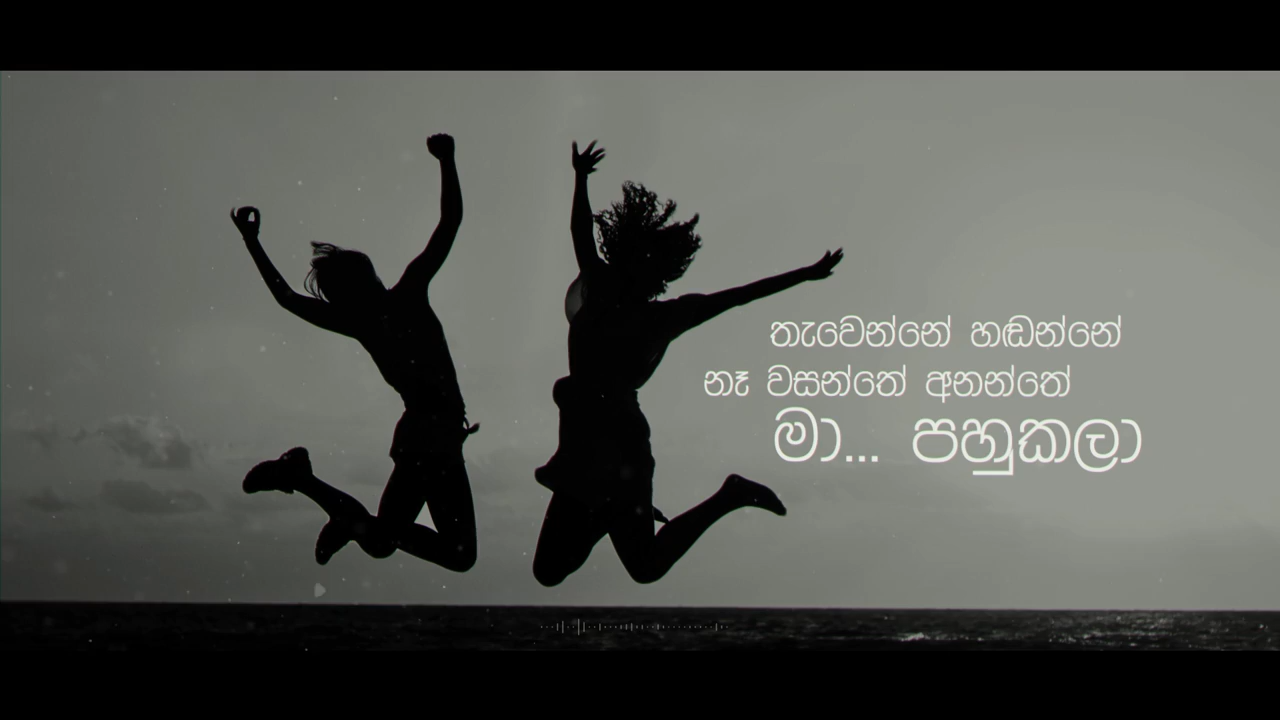 තැවෙන්නේ හඬන්නේ
නෑ වසන්තේ අනන්තේ
මා... පහුකලා